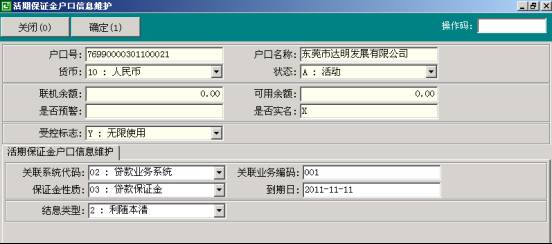 活期保证金户口信息维护
关闭(0) 确定(1) 操作码:
户口号: 76990000301100021 户口名称: 东莞市达明发展有限公司
货币: 10 : 人民币 状态: A : 活动
联机余额: 0.00 可用余额: 0.00
是否预警: 是否实名: X
受控标志: Y : 无限使用
活期保证金户口信息维护
关联系统代码: 02 : 贷款业务系统 关联业务编码: 001
保证金性质: 03 : 贷款保证金 到期日: 2011-11-11
结息类型: 2 : 利随本清